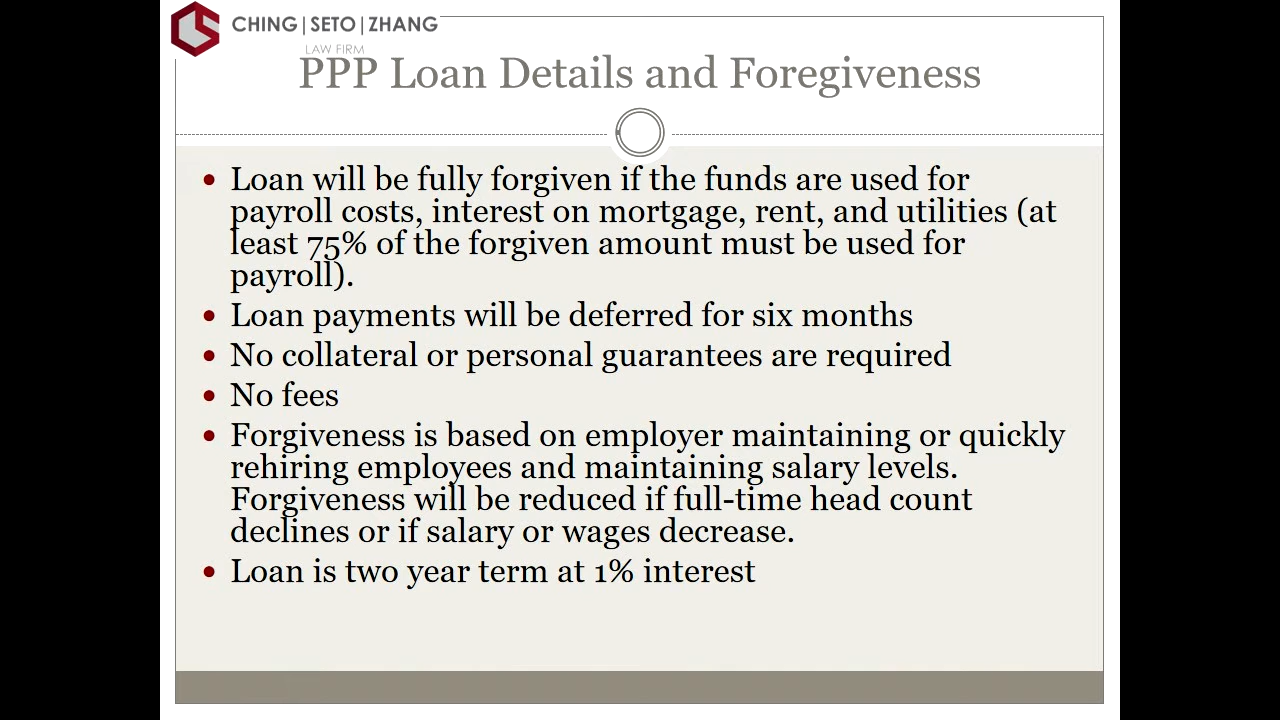 CHING|SETO|ZHANG
LAW FIRM
PPP Loan Details and Foregiveness
• Loan will be fully forgiven if the funds are used for
payroll costs, interest on mortgage, rent, and utilities (at
least 75% of the forgiven amount must be used for
payroll).
• Loan payments will be deferred for six months
• No collateral or personal guarantees are required
• No fees
• Forgiveness is based on employer maintaining or quickly
rehiring employees and maintaining salary levels.
Forgiveness will be reduced if full-time head count
declines or if salary or wages decrease.
• Loan is two year term at 1% interest